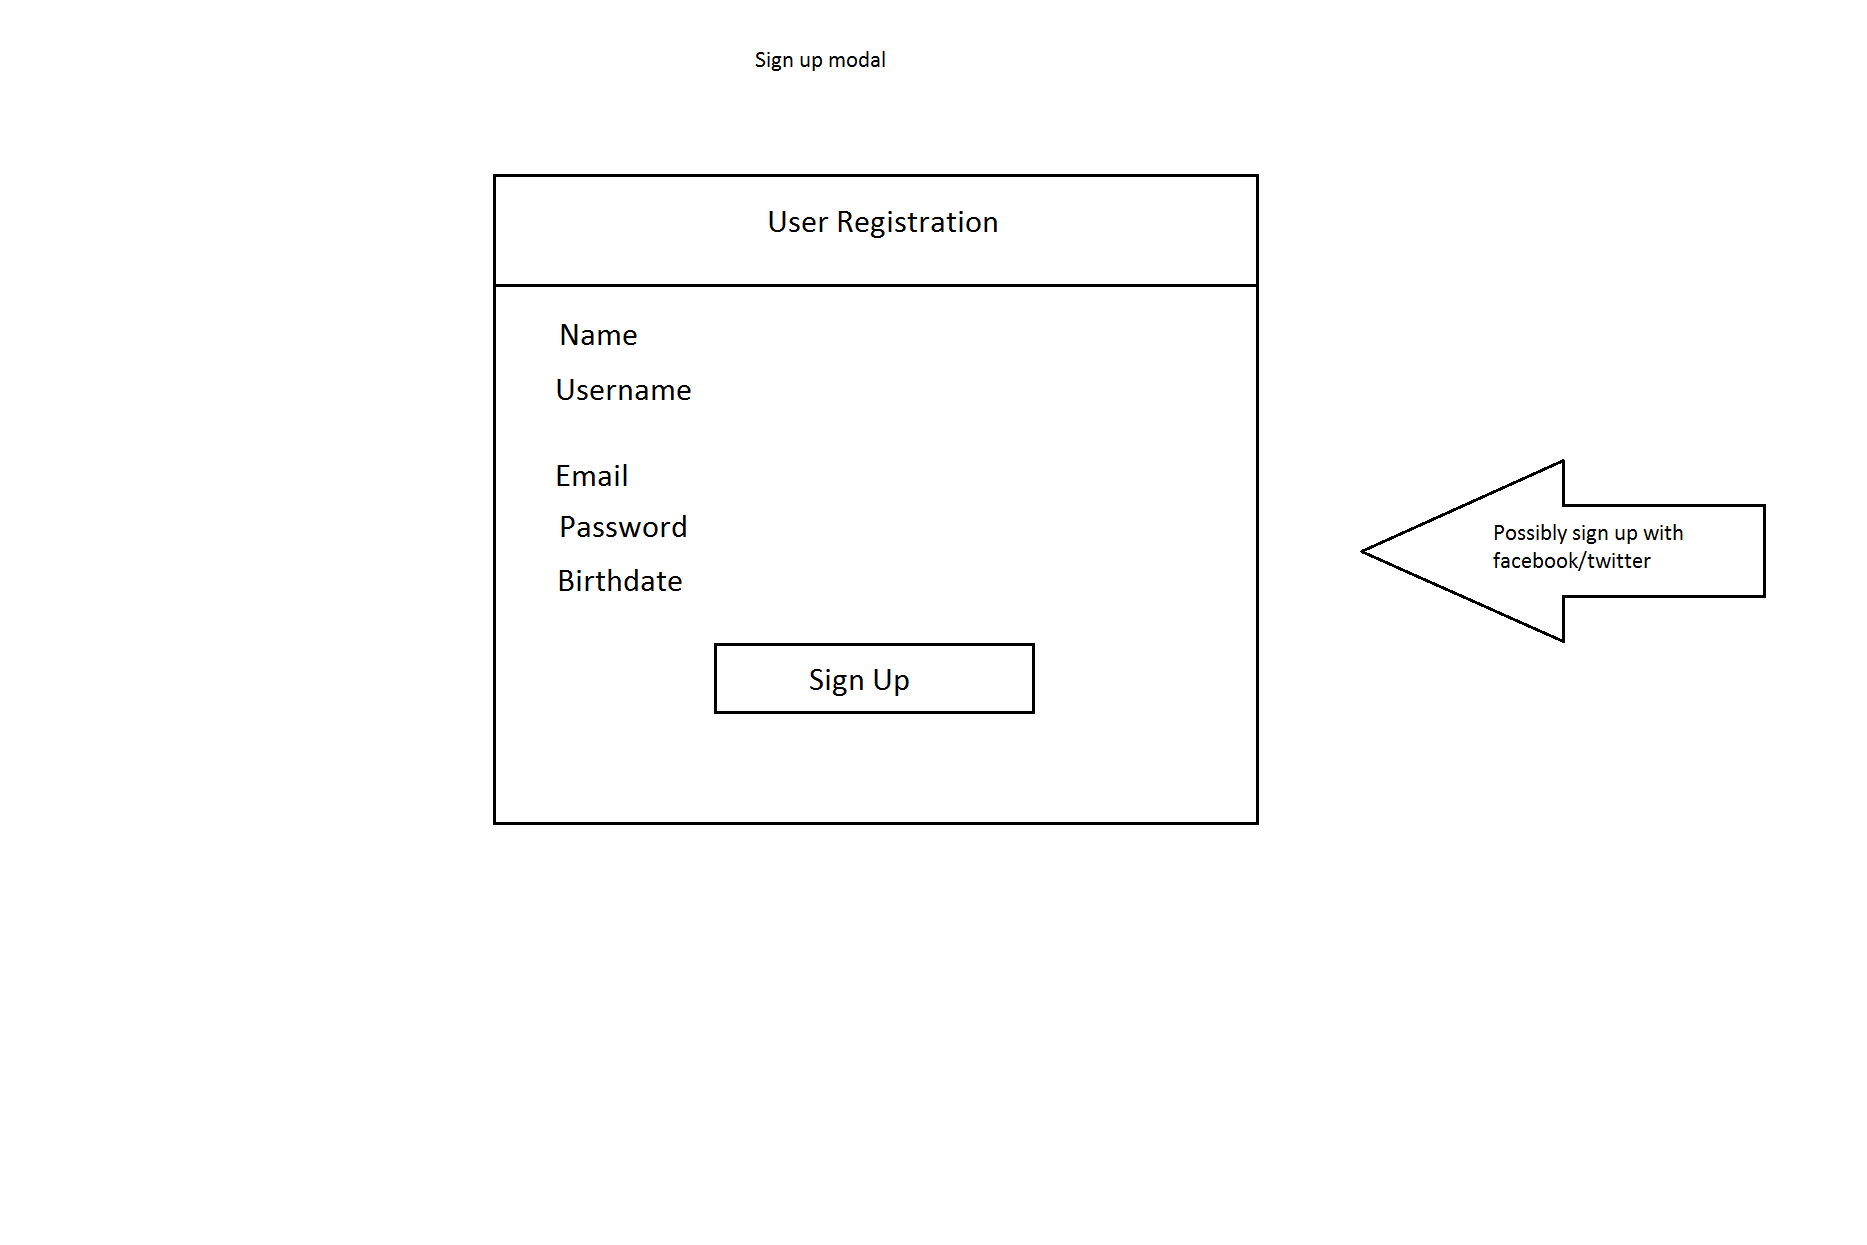 Sign up modal
User Registration
Name
Username
Email
Password
Birthdate
Sign Up
Possibly sign up with
facebook/twitter